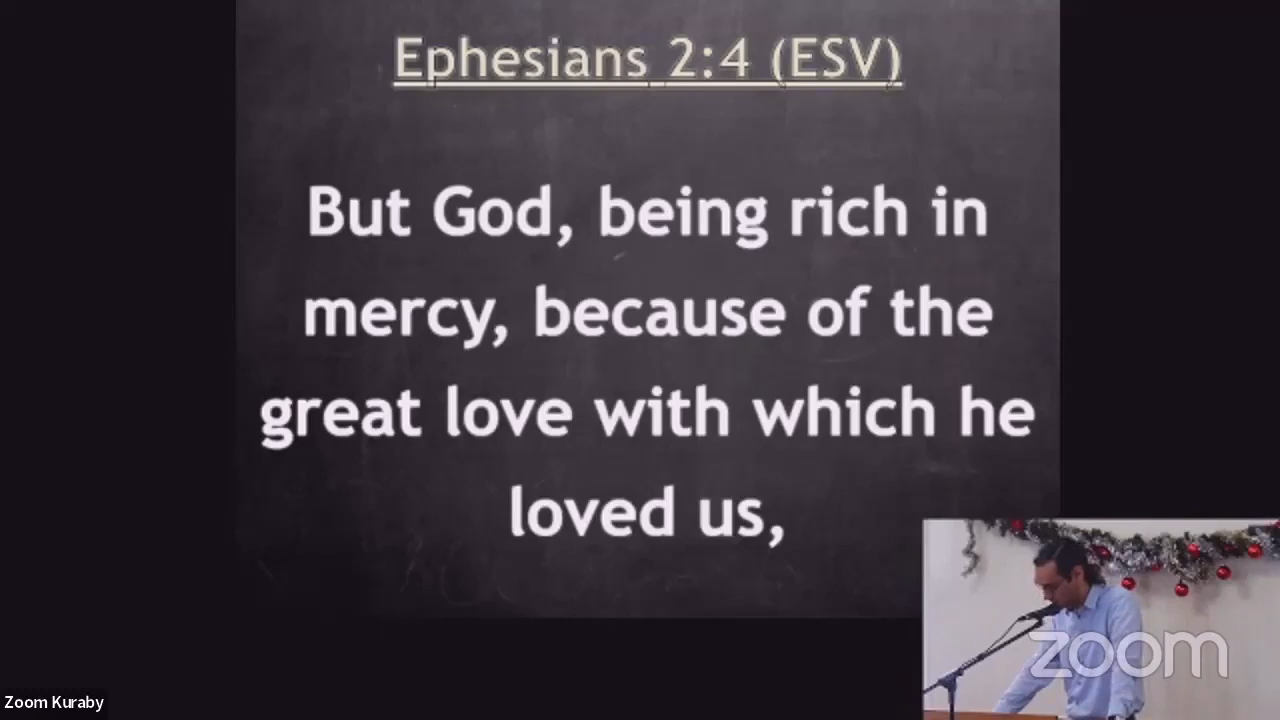 Ephesians 2:4 (ESV)
But God, being rich in
mercy, because of the
great love with which he
loved us,
zoom
Zoom Kuraby